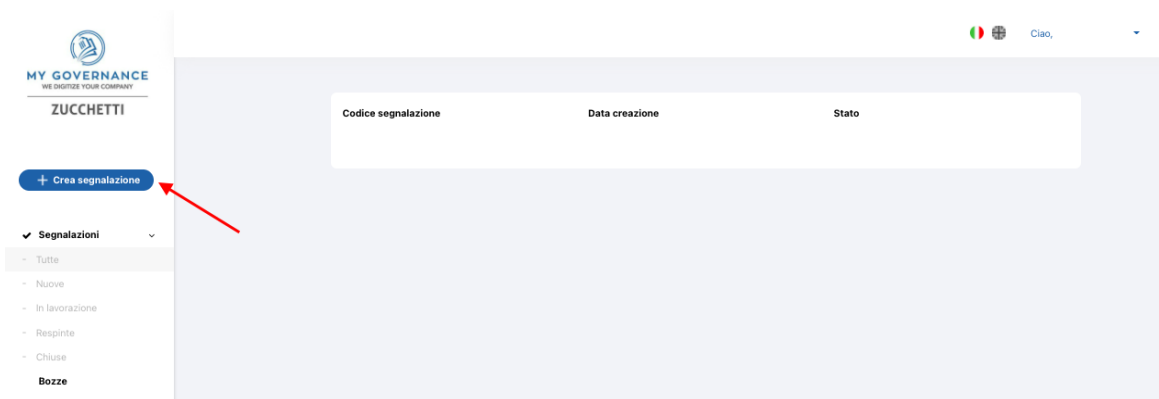 MY GOVERNANCE
WE DIGITIZE YOUR COMPANY
ZUCCHETTI
Ciao,
Codice segnalazione Data creazione Stato
+ Crea segnalazione
Segnalazioni
- Tutte
- Nuove
- In lavorazione
- Respinte
- Chiuse
Bozze